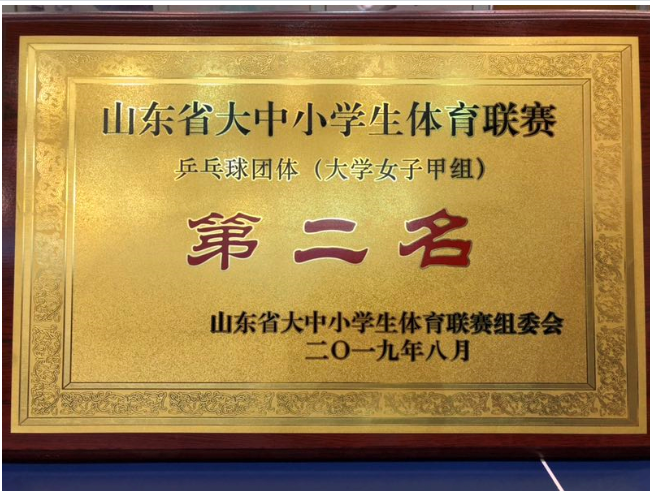 山东省大中小学生体育联赛
乒乓球团体（大学女子甲组）
第二名
山东省大中小学生体育联赛组委会
二〇一九年八月